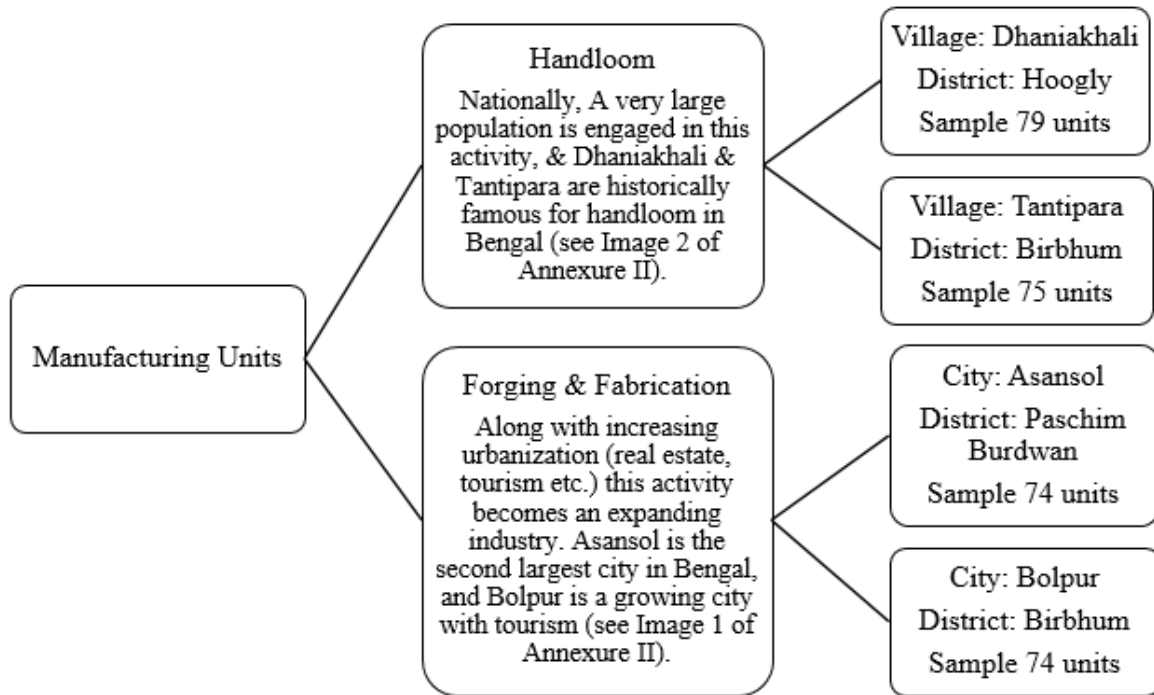 Manufacturing Units
Handloom
Nationally, A very large
population is engaged in this
activity, & Dhaniakhali &
Tantipara are historically
famous for handloom in
Bengal (see Image 2 of
Annexure II).
Village: Dhaniakhali
District: Hoogly
Sample 79 units
Village: Tantipara
District: Birbhum
Sample 75 units
Forging & Fabrication
Along with increasing
urbanization (real estate,
tourism etc.) this activity
becomes an expanding
industry. Asansol is the
second largest city in Bengal,
and Bolpur is a growing city
with tourism (see Image 1 of
Annexure II).
City: Asansol
District: Paschim
Burdwan
Sample 74 units
City: Bolpur
District: Birbhum
Sample 74 units